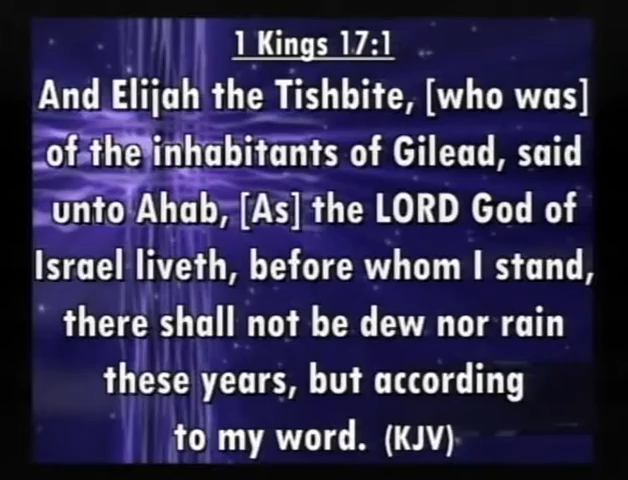 1 Kings 17:1
And Elijah the Tishbite, [who was]
of the inhabitants of Gilead, said
unto Ahab, [As] the LORD God of
Israel liveth, before whom I stand,
there shall not be dew nor rain
these years, but according
to my word. (KJV)